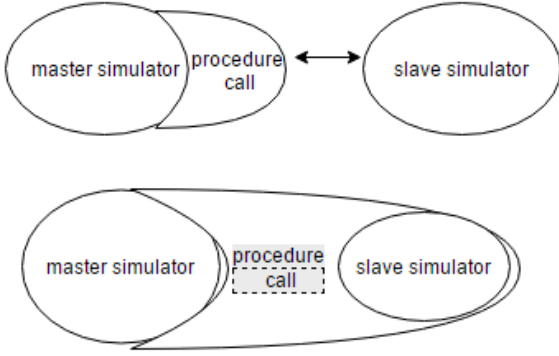 master simulator
procedure
call
slave simulator
master simulator
procedure
call
slave simulator